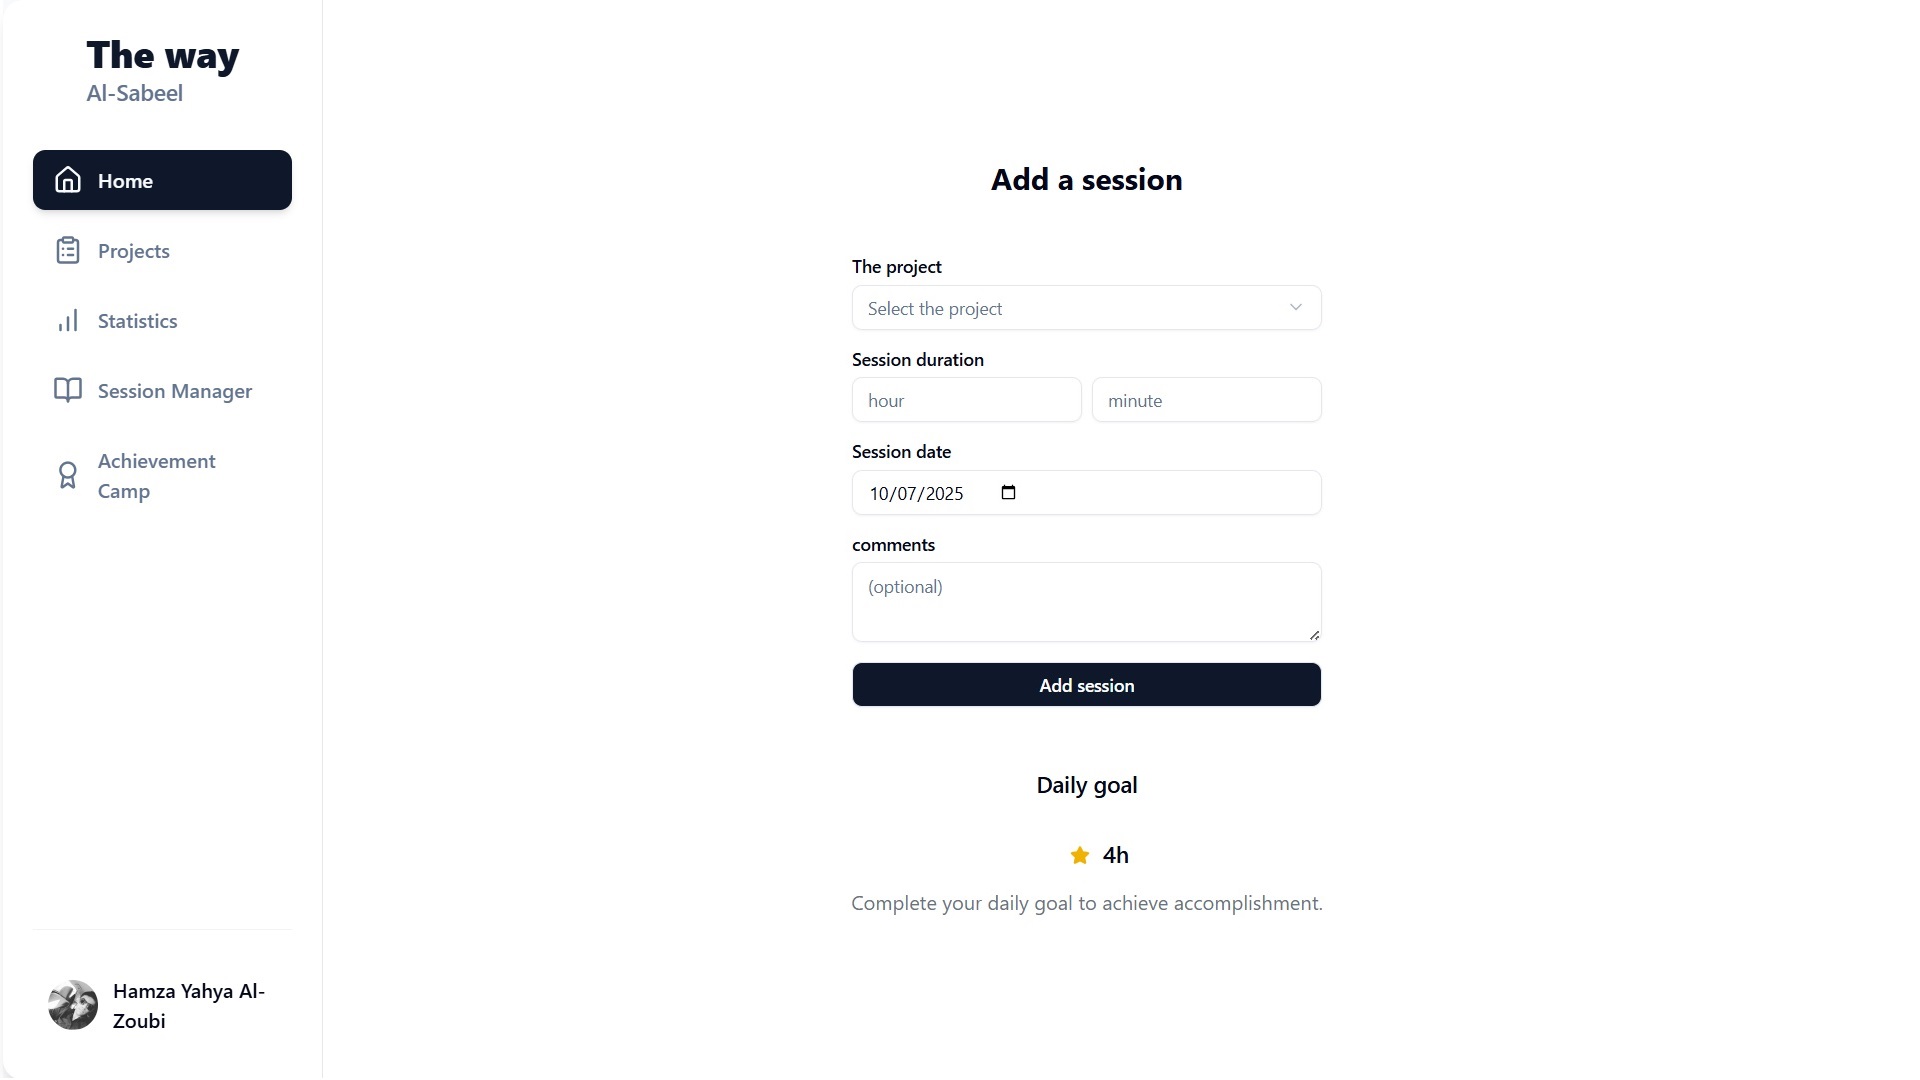 The way
Al-Sabeel
Home
Projects
Statistics
Session Manager
Achievement
Camp
Hamza Yahya Al-
Zoubi
Add a session
The project
Select the project
Session duration
hour
minute
Session date
10/07/2025
comments
(optional)
Add session
Daily goal
4h
Complete your daily goal to achieve accomplishment.